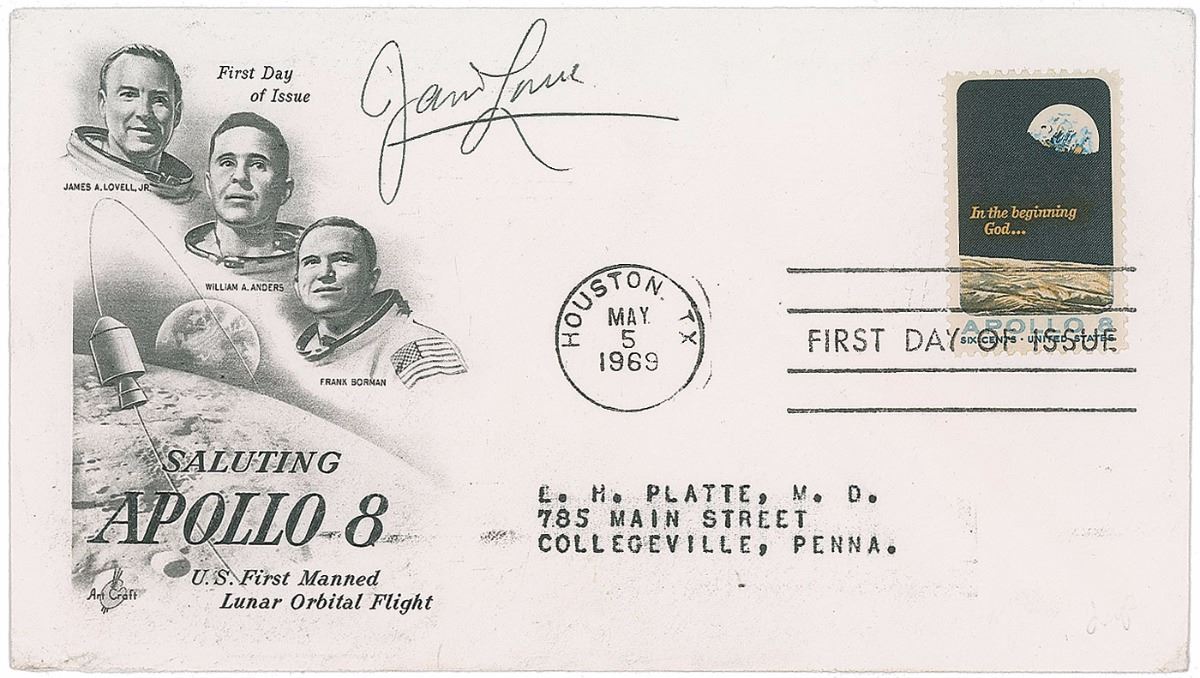 First Day
of Issue
JAMES A. LOVELL, JR.
WILLIAM A. ANDERS
FRANK BORMAN
SALUTING
APOLLO 8
U.S. First Manned
Lunar Orbital Flight
Art Craft
HOUSTON, TX
MAY
5
1969
In the beginning
God...
APOLLO 8
SIX CENTS · UNITED STATES
FIRST DAY OF ISSUE
E. H. PLATTE, M. D.
785 MAIN STREET
COLLEGEVILLE, PENNA.